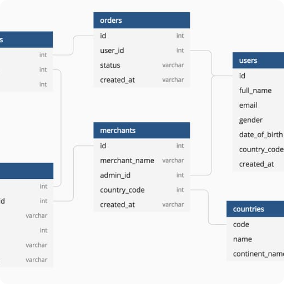 s
int
int
int
int
d int
varchar
int
varchar
varchar
orders
id int
user_id int
status varchar
created_at varchar
merchants
id int
merchant_name varchar
admin_id int
country_code int
created_at varchar
users
id
full_name
email
gender
date_of_birth
country_code
created_at
countries
code
name
continent_name